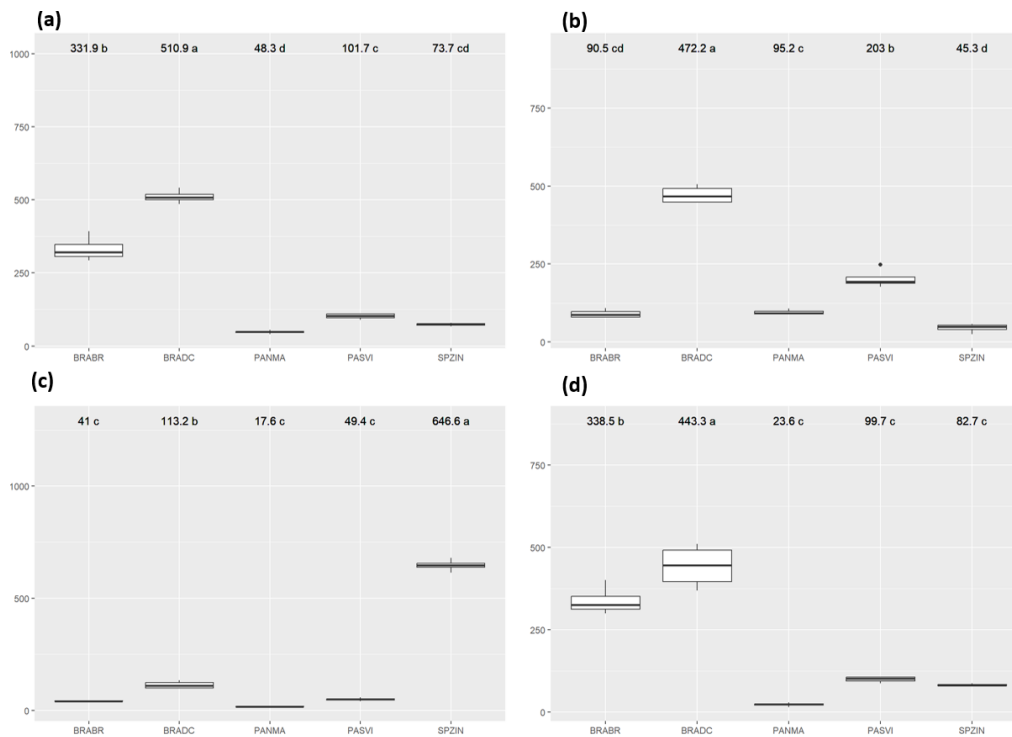 (a)
331.9 b 510.9 a 48.3 d 101.7 c 73.7 cd
1000
750
500
250
0
BRABR BRADC PANMA PASVI SPZIN
(b)
90.5 cd 472.2 a 95.2 c 203 b 45.3 d
750
500
250
0
BRABR BRADC PANMA PASVI SPZIN
(c)
41 c 113.2 b 17.6 c 49.4 c 646.6 a
1000
500
0
BRABR BRADC PANMA PASVI SPZIN
(d)
338.5 b 443.3 a 23.6 c 99.7 c 82.7 c
750
500
250
0
BRABR BRADC PANMA PASVI SPZIN